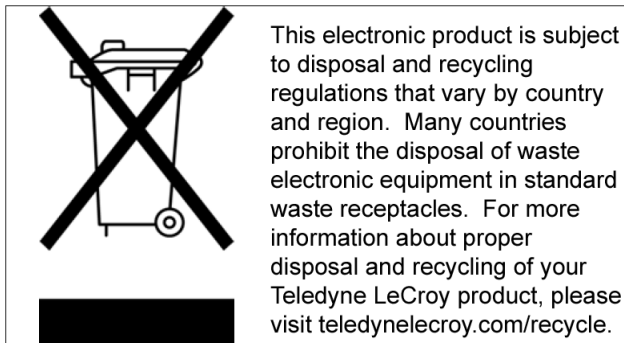 This electronic product is subject
to disposal and recycling
regulations that vary by country
and region.  Many countries
prohibit the disposal of waste
electronic equipment in standard
waste receptacles.  For more
information about proper
disposal and recycling of your
Teledyne LeCroy product, please
visit teledynelecroy.com/recycle.